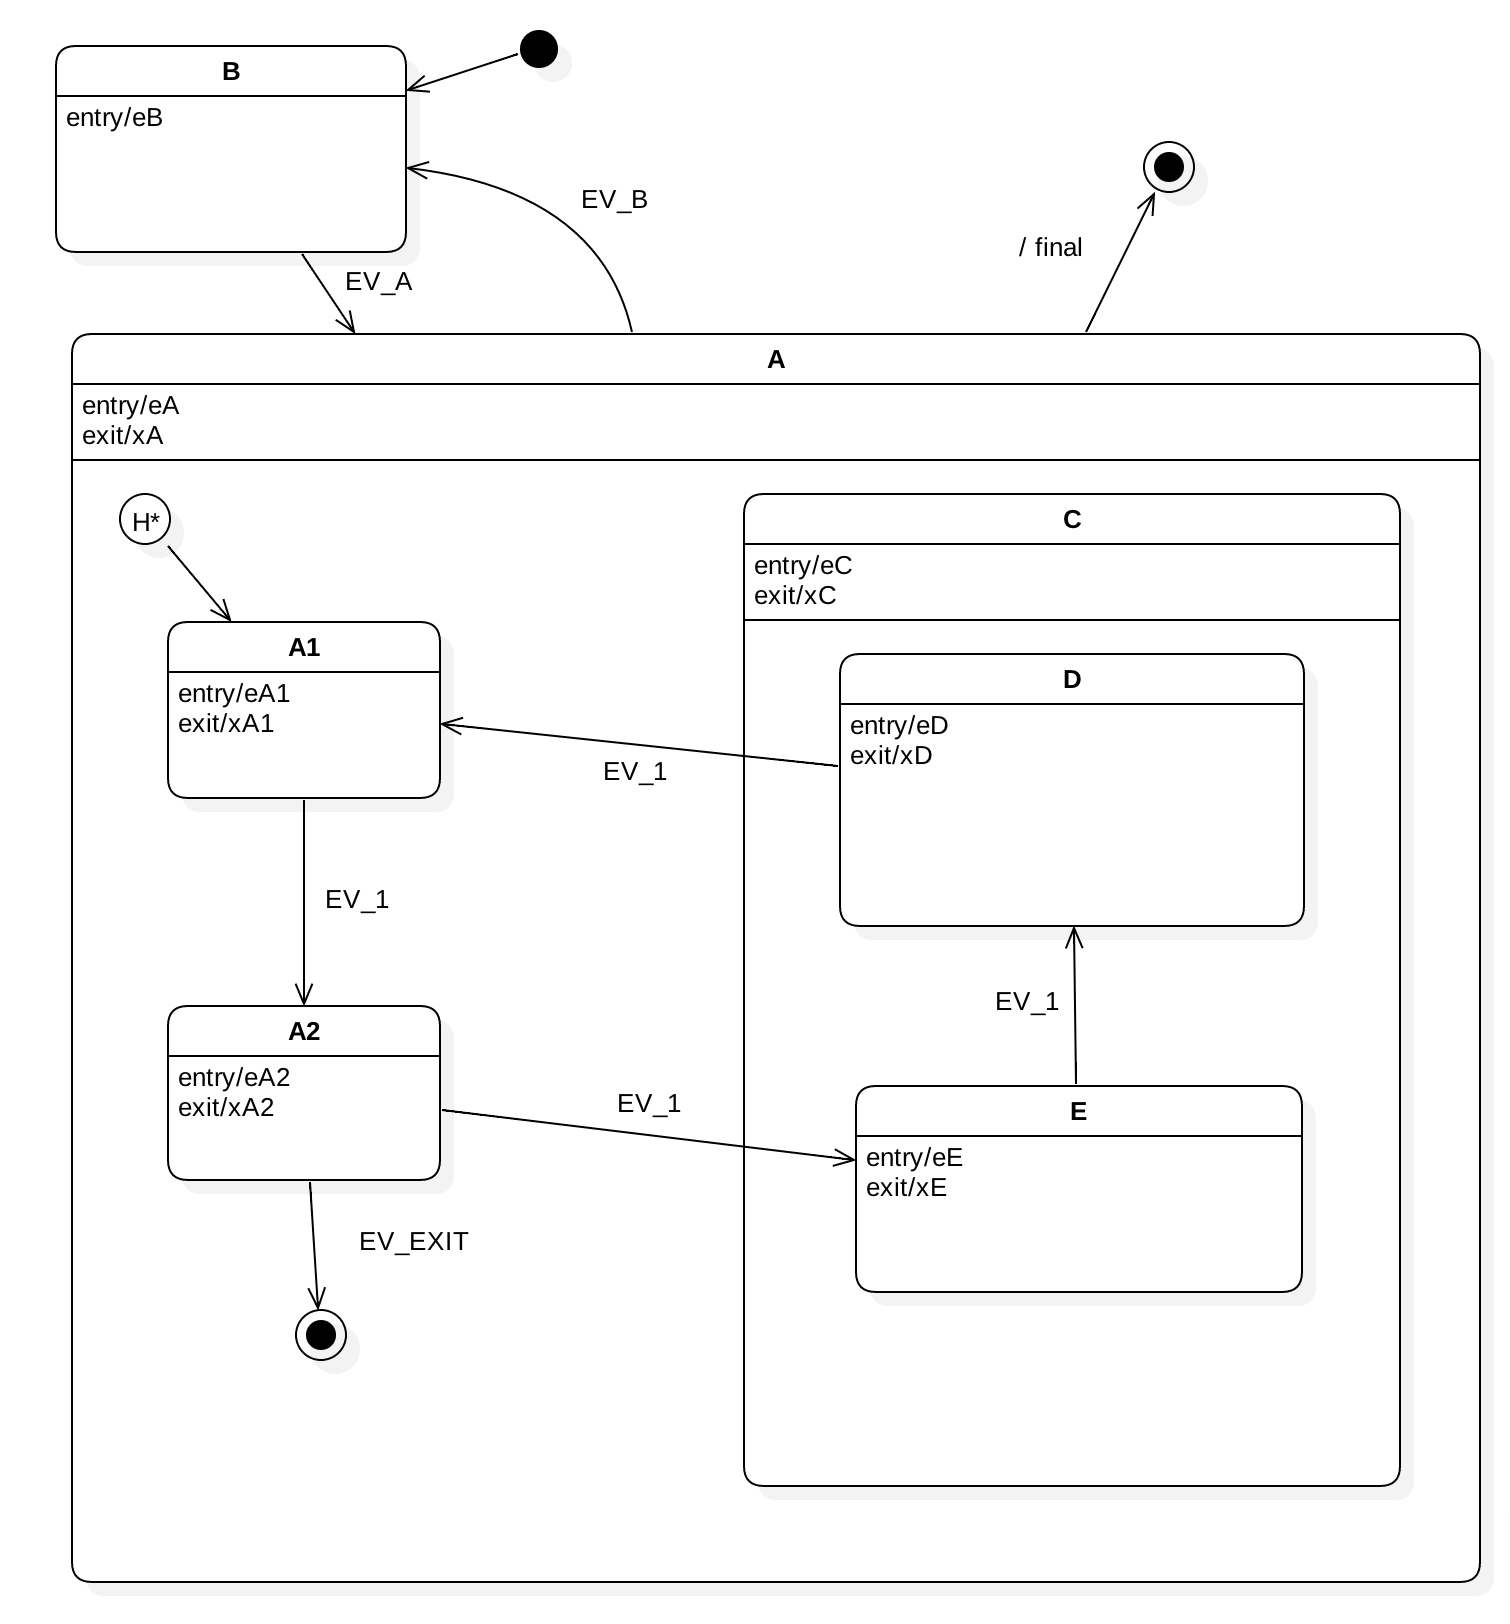 B
entry/eB
EV_B
/ final
EV_A
A
entry/eA
exit/xA
H*
C
entry/eC
exit/xC
A1
entry/eA1
exit/xA1
D
entry/eD
exit/xD
EV_1
EV_1
EV_1
A2
entry/eA2
exit/xA2
EV_1
E
entry/eE
exit/xE
EV_EXIT